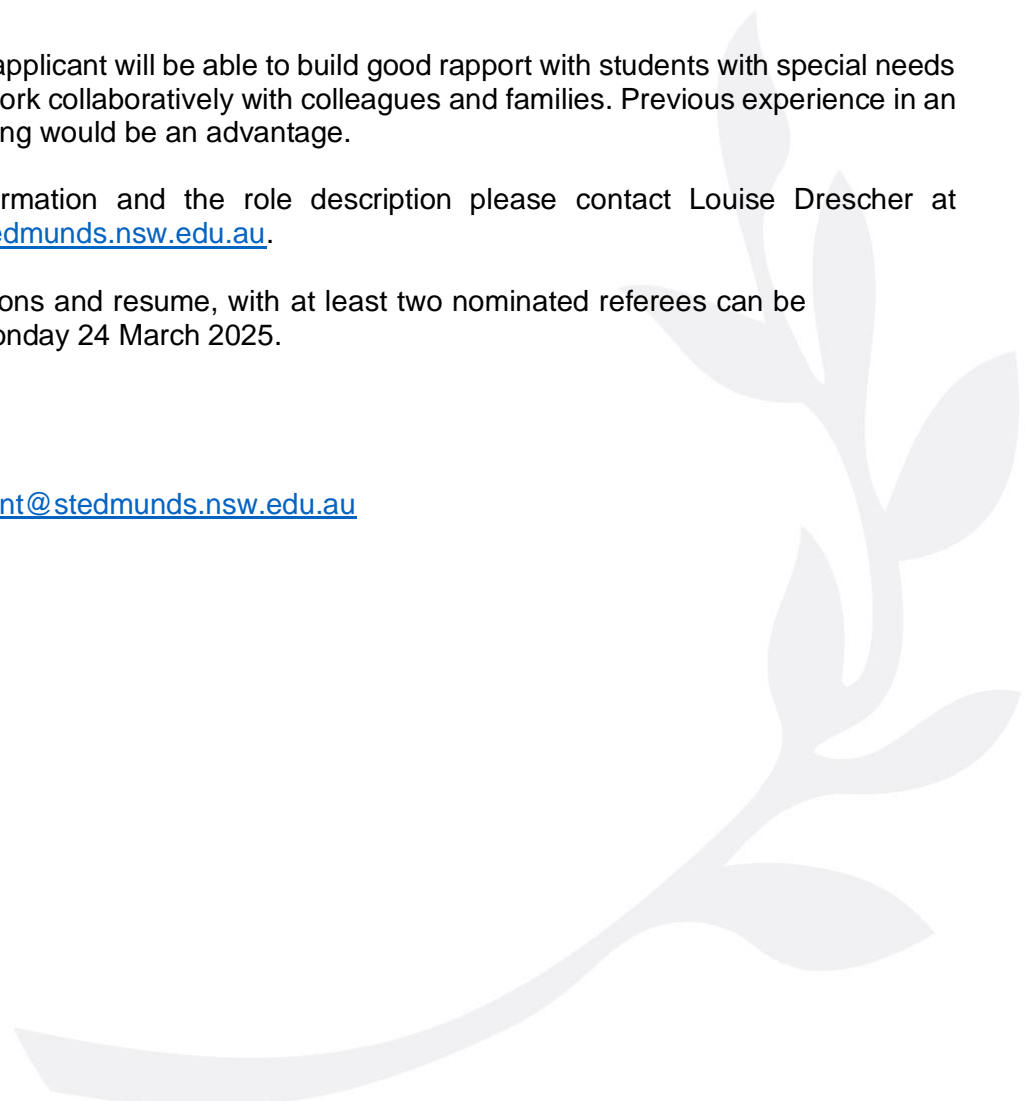 applicant will be able to build good rapport with students with special needs
ork collaboratively with colleagues and families. Previous experience in an
ng would be an advantage.
rmation and the role description please contact Louise Drescher at
edmunds.nsw.edu.au.
ons and resume, with at least two nominated referees can be
onday 24 March 2025.
nt@stedmunds.nsw.edu.au